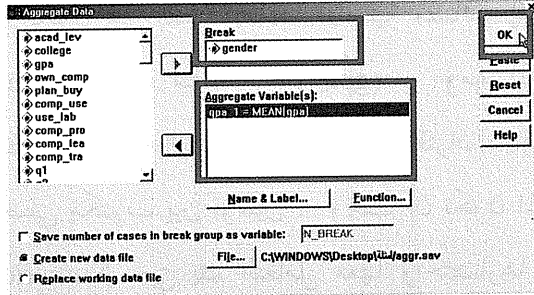 Aggregate Data
acad_lev
college
gpa
own_comp
plan_buy
comp_use
use_lab
comp_pro
comp_lea
comp_tra
q1
Break
gender
Aggregate Variable(s):
gpa_1 = MEAN(gpa)
Name & Label...
Function...
OK
Paste
Reset
Cancel
Help
Save number of cases in break group as variable: N_BREAK
Create new data file
File... C:\WINDOWS\Desktop\/aggr.sav
Replace working data file